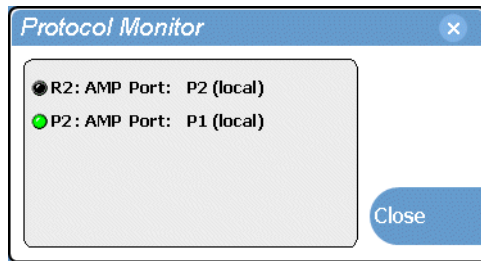 Protocol Monitor
R2: AMP Port: P2 (local)
P2: AMP Port: P1 (local)
Close